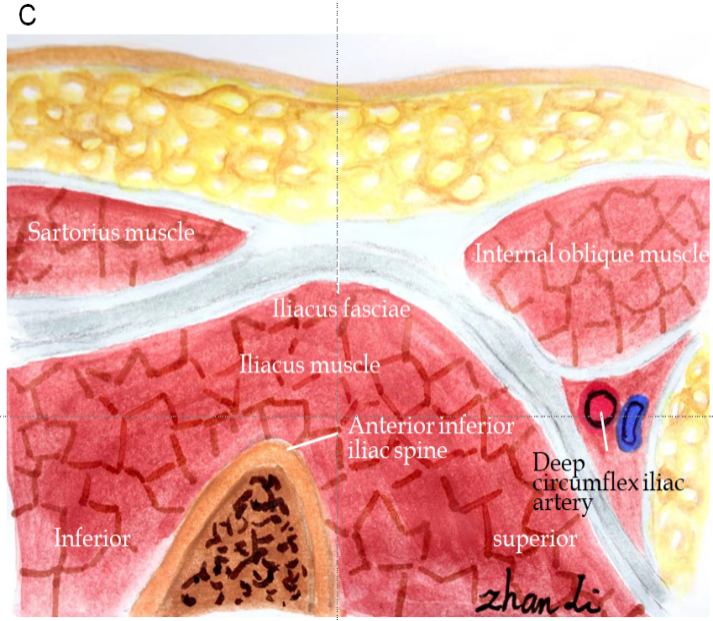 C
Sartorius muscle
Internal oblique muscle
Iliacus fasciae
Iliacus muscle
Anterior inferior
iliac spine
Deep
circumflex iliac
artery
Inferior
superior
zhan Li